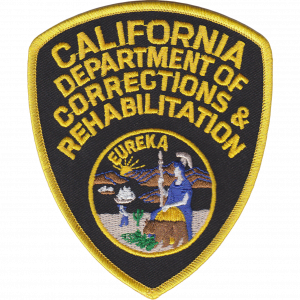 CALIFORNIA
DEPARTMENT OF
CORRECTIONS &
REHABILITATION
EUREKA